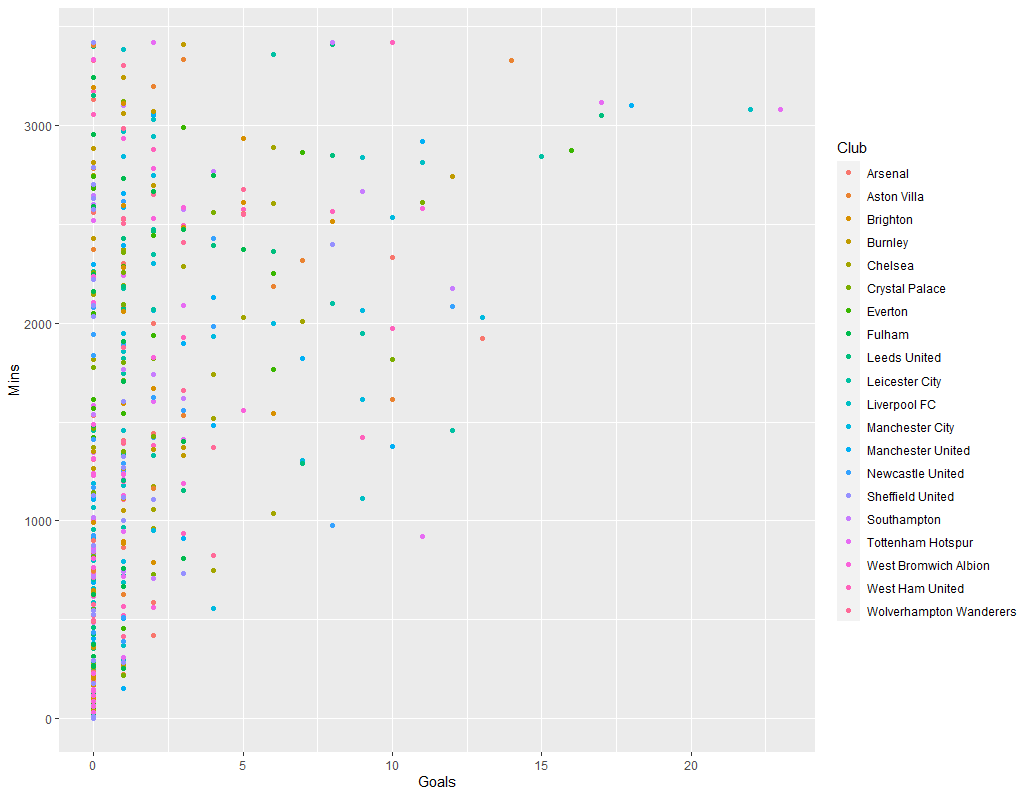 3000
2000
1000
0
Mins
0 5 10 15 20
Goals
Club
Arsenal
Aston Villa
Brighton
Burnley
Chelsea
Crystal Palace
Everton
Fulham
Leeds United
Leicester City
Liverpool FC
Manchester City
Manchester United
Newcastle United
Sheffield United
Southampton
Tottenham Hotspur
West Bromwich Albion
West Ham United
Wolverhampton Wanderers